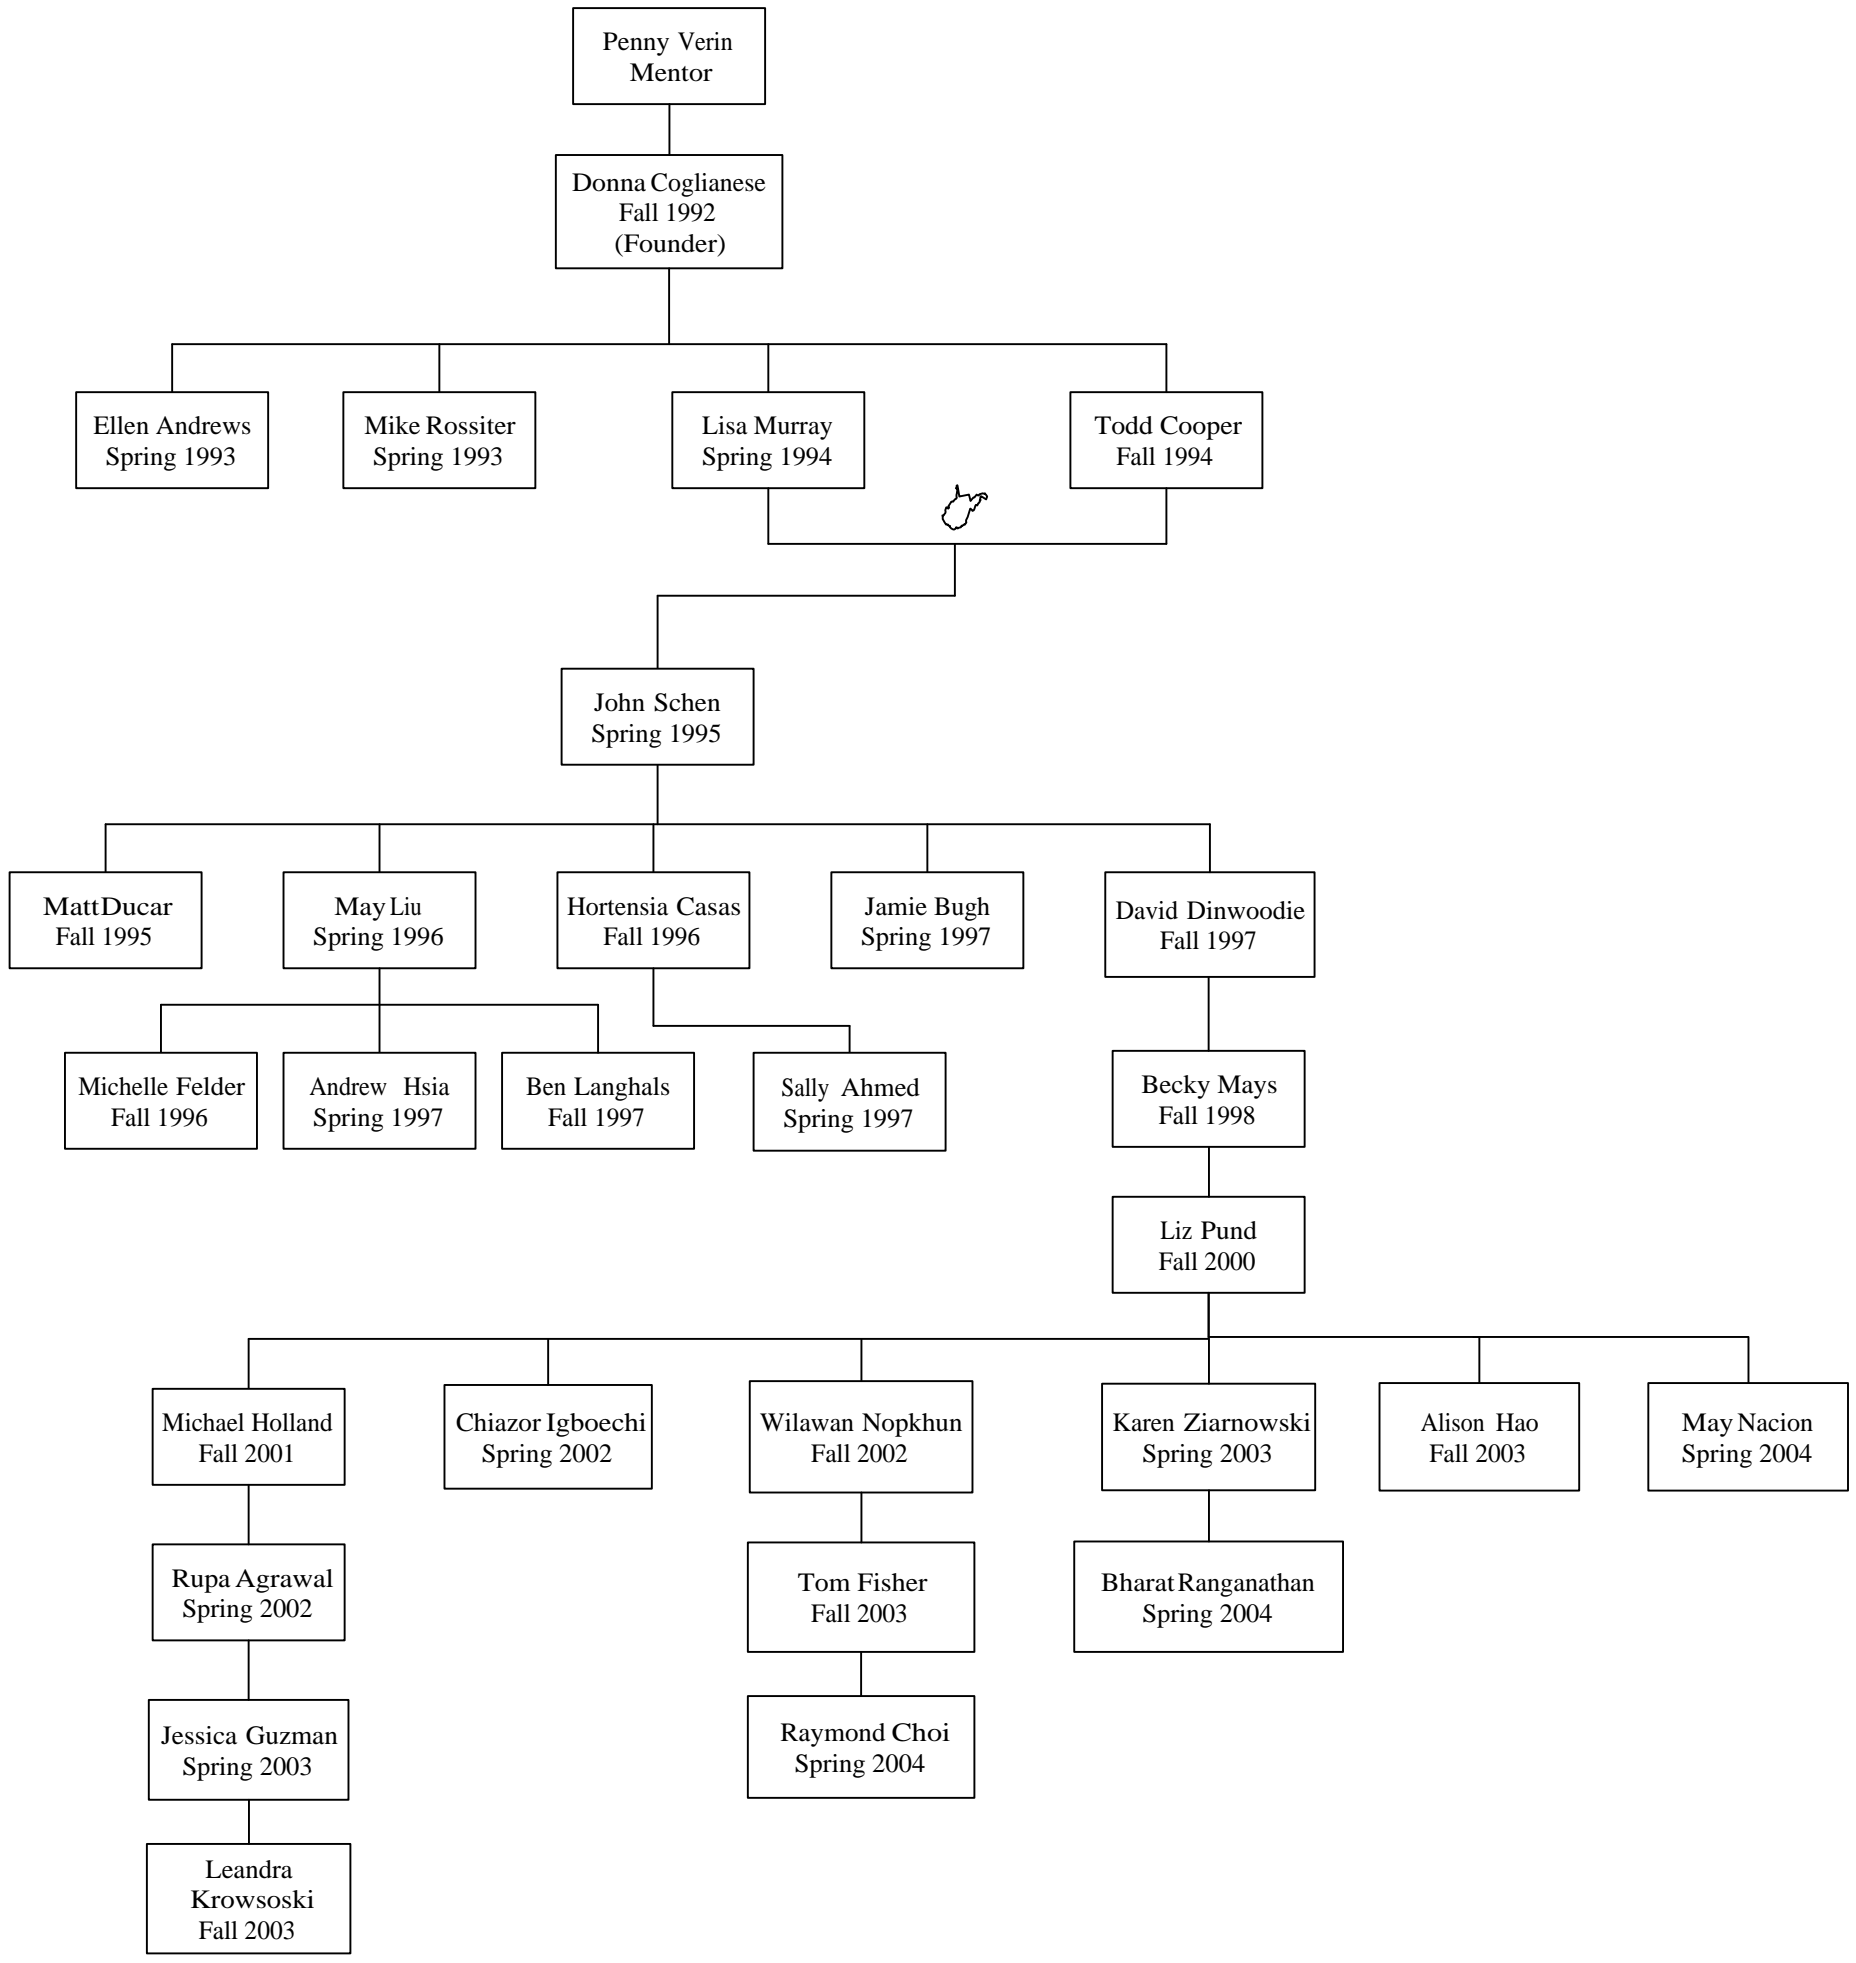 Penny Verin
Mentor
Donna Coglianese
Fall 1992
(Founder)
Ellen Andrews
Spring 1993
Mike Rossiter
Spring 1993
Lisa Murray
Spring 1994
Todd Cooper
Fall 1994
John Schen
Spring 1995
Matt Ducar
Fall 1995
May Liu
Spring 1996
Hortensia Casas
Fall 1996
Jamie Bugh
Spring 1997
David Dinwoodie
Fall 1997
Michelle Felder
Fall 1996
Andrew Hsia
Spring 1997
Ben Langhals
Fall 1997
Sally Ahmed
Spring 1997
Becky Mays
Fall 1998
Liz Pund
Fall 2000
Michael Holland
Fall 2001
Chiazor Igboechi
Spring 2002
Wilawan Nopkhun
Fall 2002
Karen Ziarnowski
Spring 2003
Alison Hao
Fall 2003
May Nacion
Spring 2004
Rupa Agrawal
Spring 2002
Tom Fisher
Fall 2003
Bharat Ranganathan
Spring 2004
Jessica Guzman
Spring 2003
Raymond Choi
Spring 2004
Leandra
Krowsoski
Fall 2003